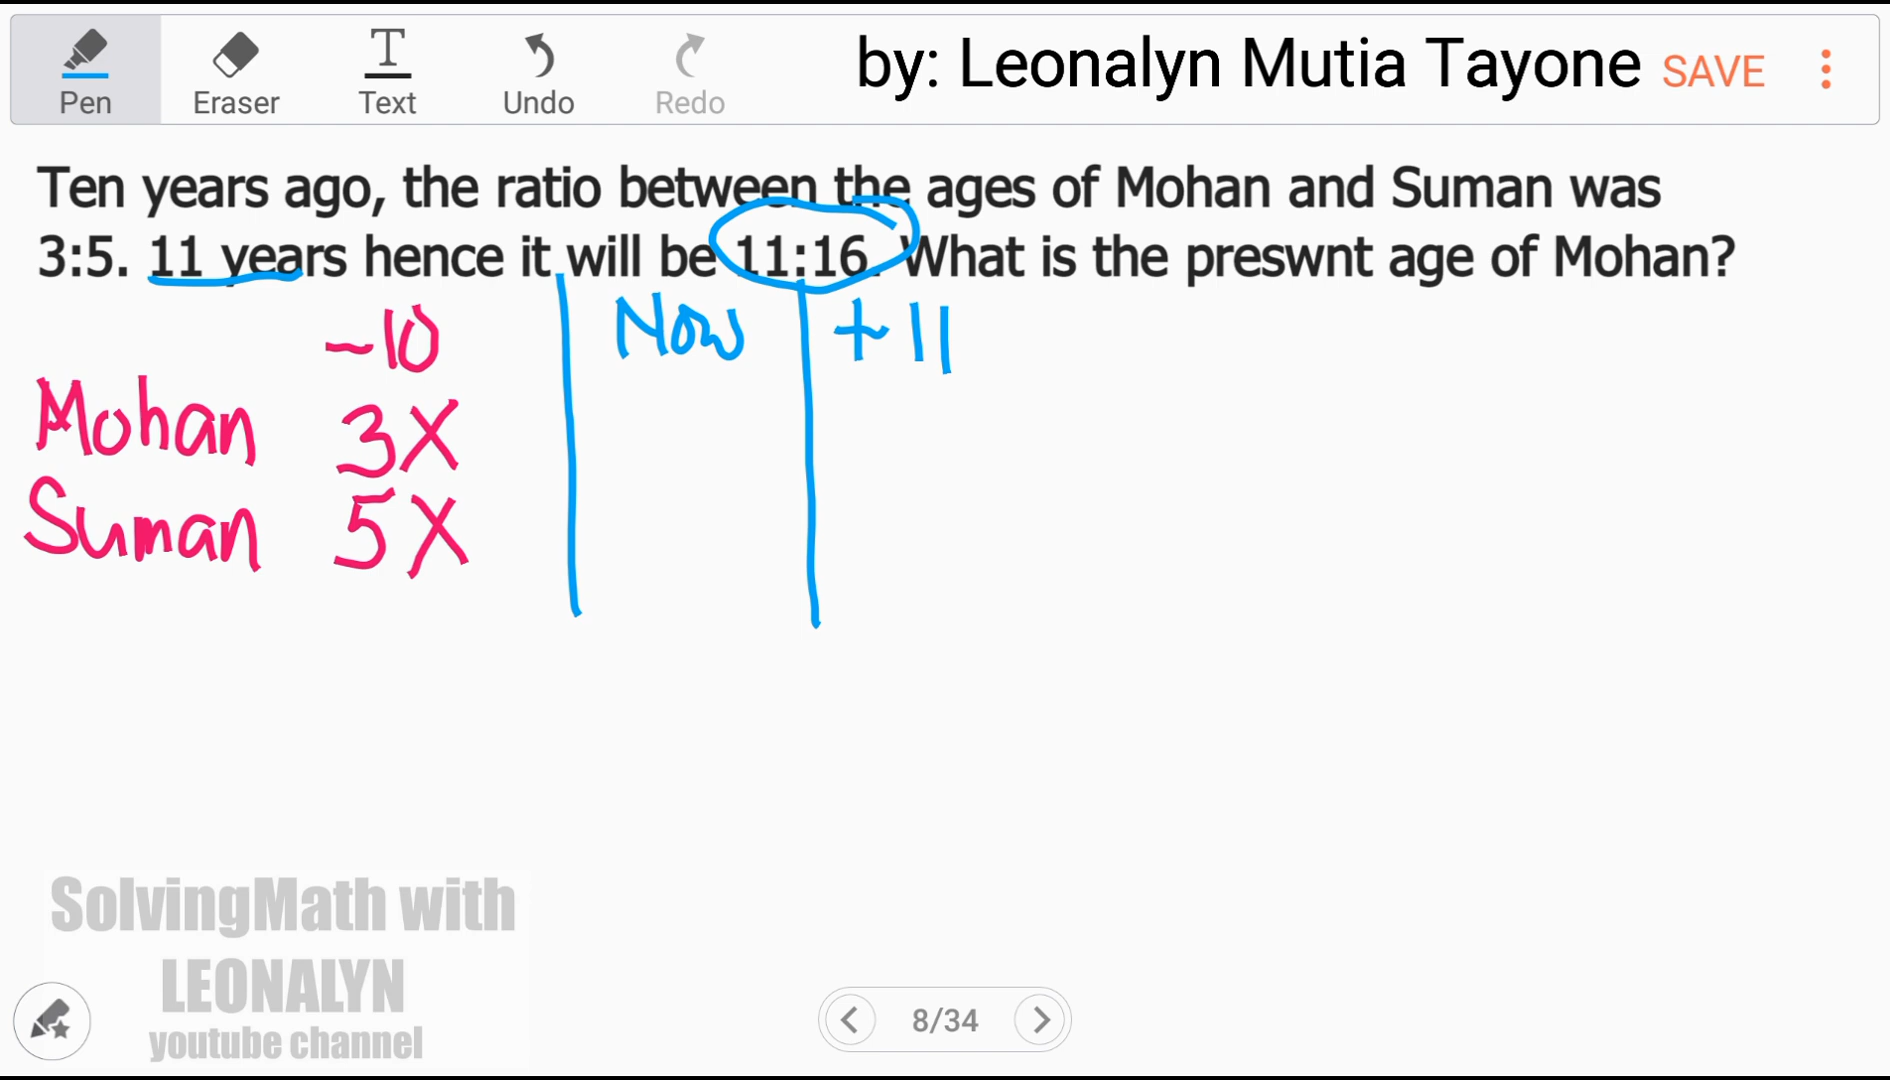 Pen Eraser Text Undo Redo by: Leonalyn Mutia Tayone SAVE
Ten years ago, the ratio between the ages of Mohan and Suman was
3:5. 11 years hence it will be 11:16. What is the preswnt age of Mohan?
-10 Now +11
Mohan 3X
Suman 5X
SolvingMath with
LEONALYN
youtube channel
8/34